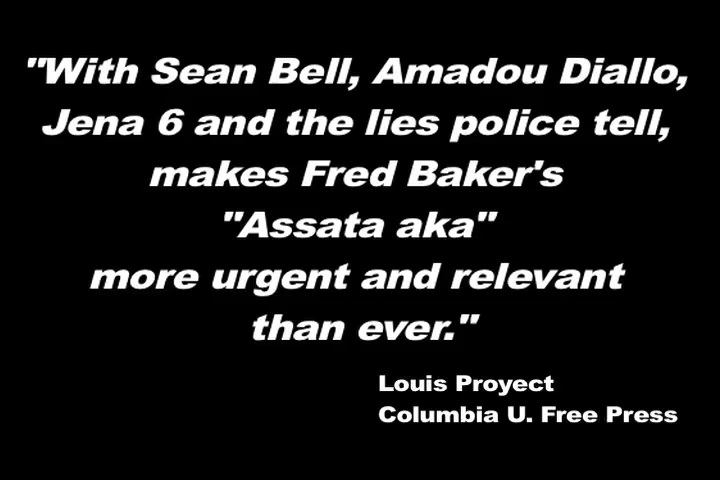 "With Sean Bell, Amadou Diallo,
Jena 6 and the lies police tell,
makes Fred Baker's
"Assata aka"
more urgent and relevant
than ever."
Louis Proyect
Columbia U. Free Press